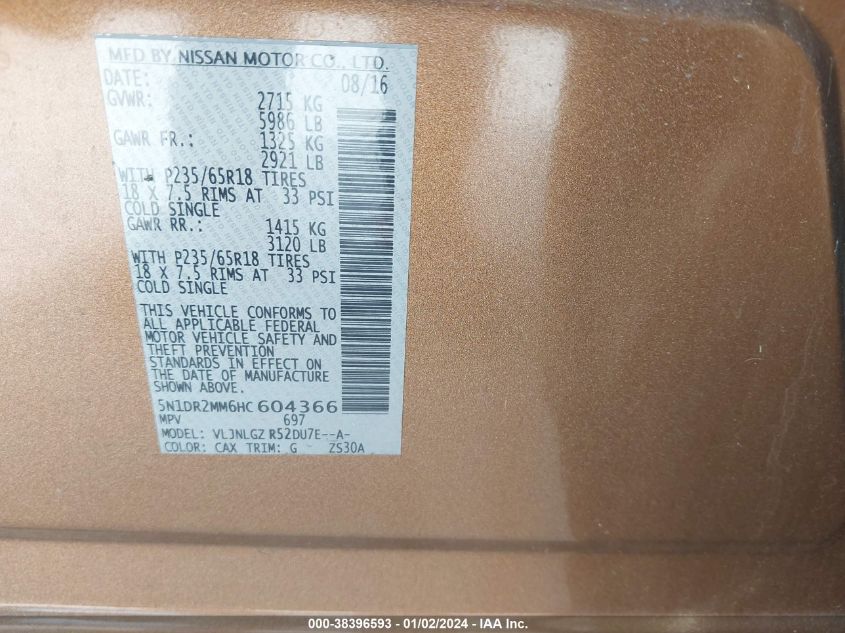 MFD BY NISSAN MOTOR CO., LTD.
DATE: 08/16
GVWR: 2715 KG
5986 LB
GAWR FR.: 1325 KG
2921 LB
WITH P235/65R18 TIRES
18 X 7.5 RIMS AT 33 PSI
COLD SINGLE
GAWR RR.: 1415 KG
3120 LB
WITH P235/65R18 TIRES
18 X 7.5 RIMS AT 33 PSI
COLD SINGLE
THIS VEHICLE CONFORMS TO
ALL APPLICABLE FEDERAL
MOTOR VEHICLE SAFETY AND
THEFT PREVENTION
STANDARDS IN EFFECT ON
THE DATE OF MANUFACTURE
SHOWN ABOVE.
5N1DR2MM6HC 604366
MPV 697
MODEL: VLJNLGZ R52DU7E--A-
COLOR: CAX TRIM: G ZS30A
000-38396593 - 01/02/2024 - IAA Inc.